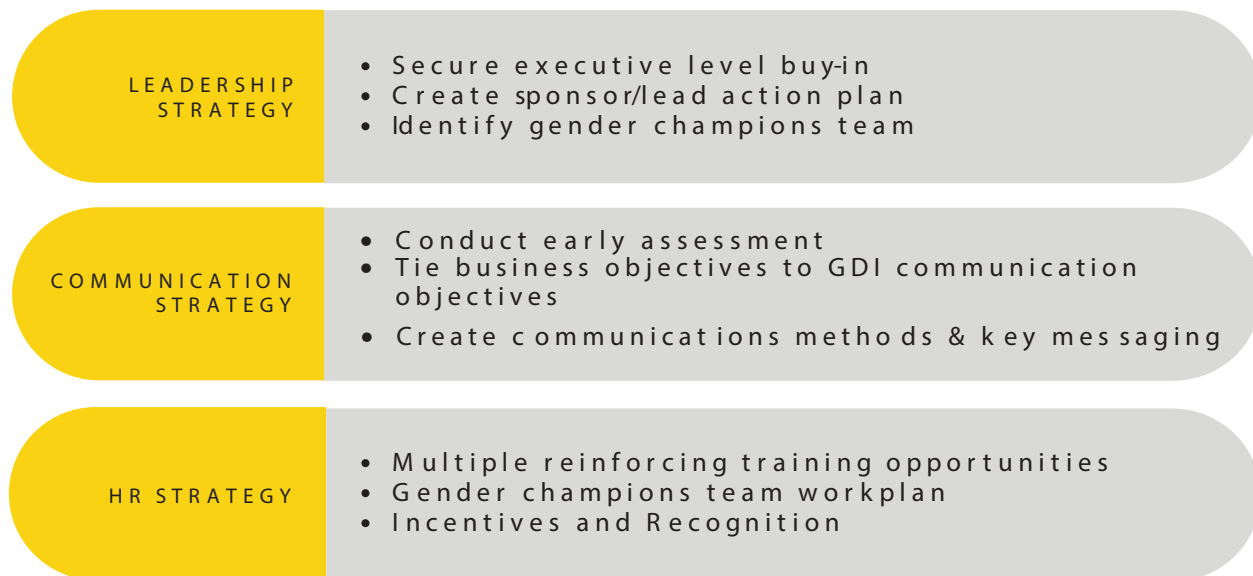 LEADERSHIP
STRATEGY
• Secure executive level buy-in
• Create sponsor/lead action plan
• Identify gender champions team
COMMUNICATION
STRATEGY
• Conduct early assessment
• Tie business objectives to GDI communication
objectives
• Create communications methods & key messaging
HR STRATEGY
• Multiple reinforcing training opportunities
• Gender champions team workplan
• Incentives and Recognition